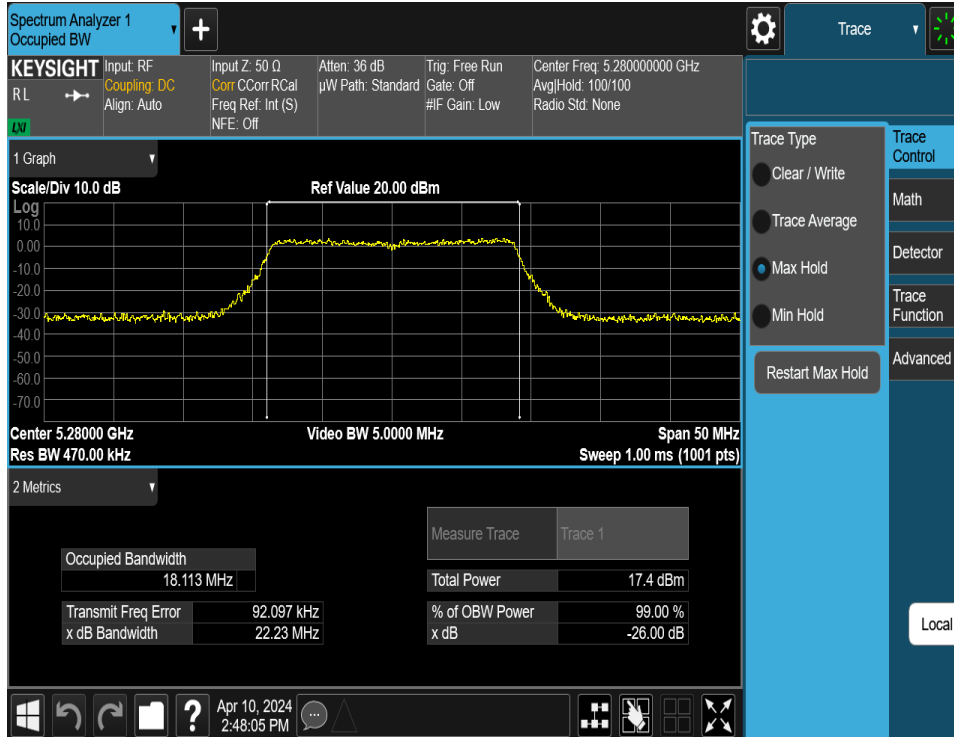 Spectrum Analyzer 1
Occupied BW
+
Trace
KEYSIGHT
R L
LXI
Input: RF
Coupling: DC
Align: Auto
Input Z: 50 Ω
Corr CCorr RCal
Freq Ref: Int (S)
NFE: Off
Atten: 36 dB
µW Path: Standard
Trig: Free Run
Gate: Off
#IF Gain: Low
Center Freq: 5.280000000 GHz
Avg|Hold: 100/100
Radio Std: None
1 Graph
Scale/Div 10.0 dB
Ref Value 20.00 dBm
Log
10.0
0.00
-10.0
-20.0
-30.0
-40.0
-50.0
-60.0
-70.0
Center 5.28000 GHz
Video BW 5.0000 MHz
Span 50 MHz
Res BW 470.00 kHz
Sweep 1.00 ms (1001 pts)
2 Metrics
Measure Trace
Trace 1
Occupied Bandwidth
18.113 MHz
Total Power
17.4 dBm
Transmit Freq Error
92.097 kHz
% of OBW Power
99.00 %
x dB Bandwidth
22.23 MHz
x dB
-26.00 dB
Trace Type
Clear / Write
Trace Average
Max Hold
Min Hold
Restart Max Hold
Trace
Control
Math
Detector
Trace
Function
Advanced
Local
?
Apr 10, 2024
2:48:05 PM